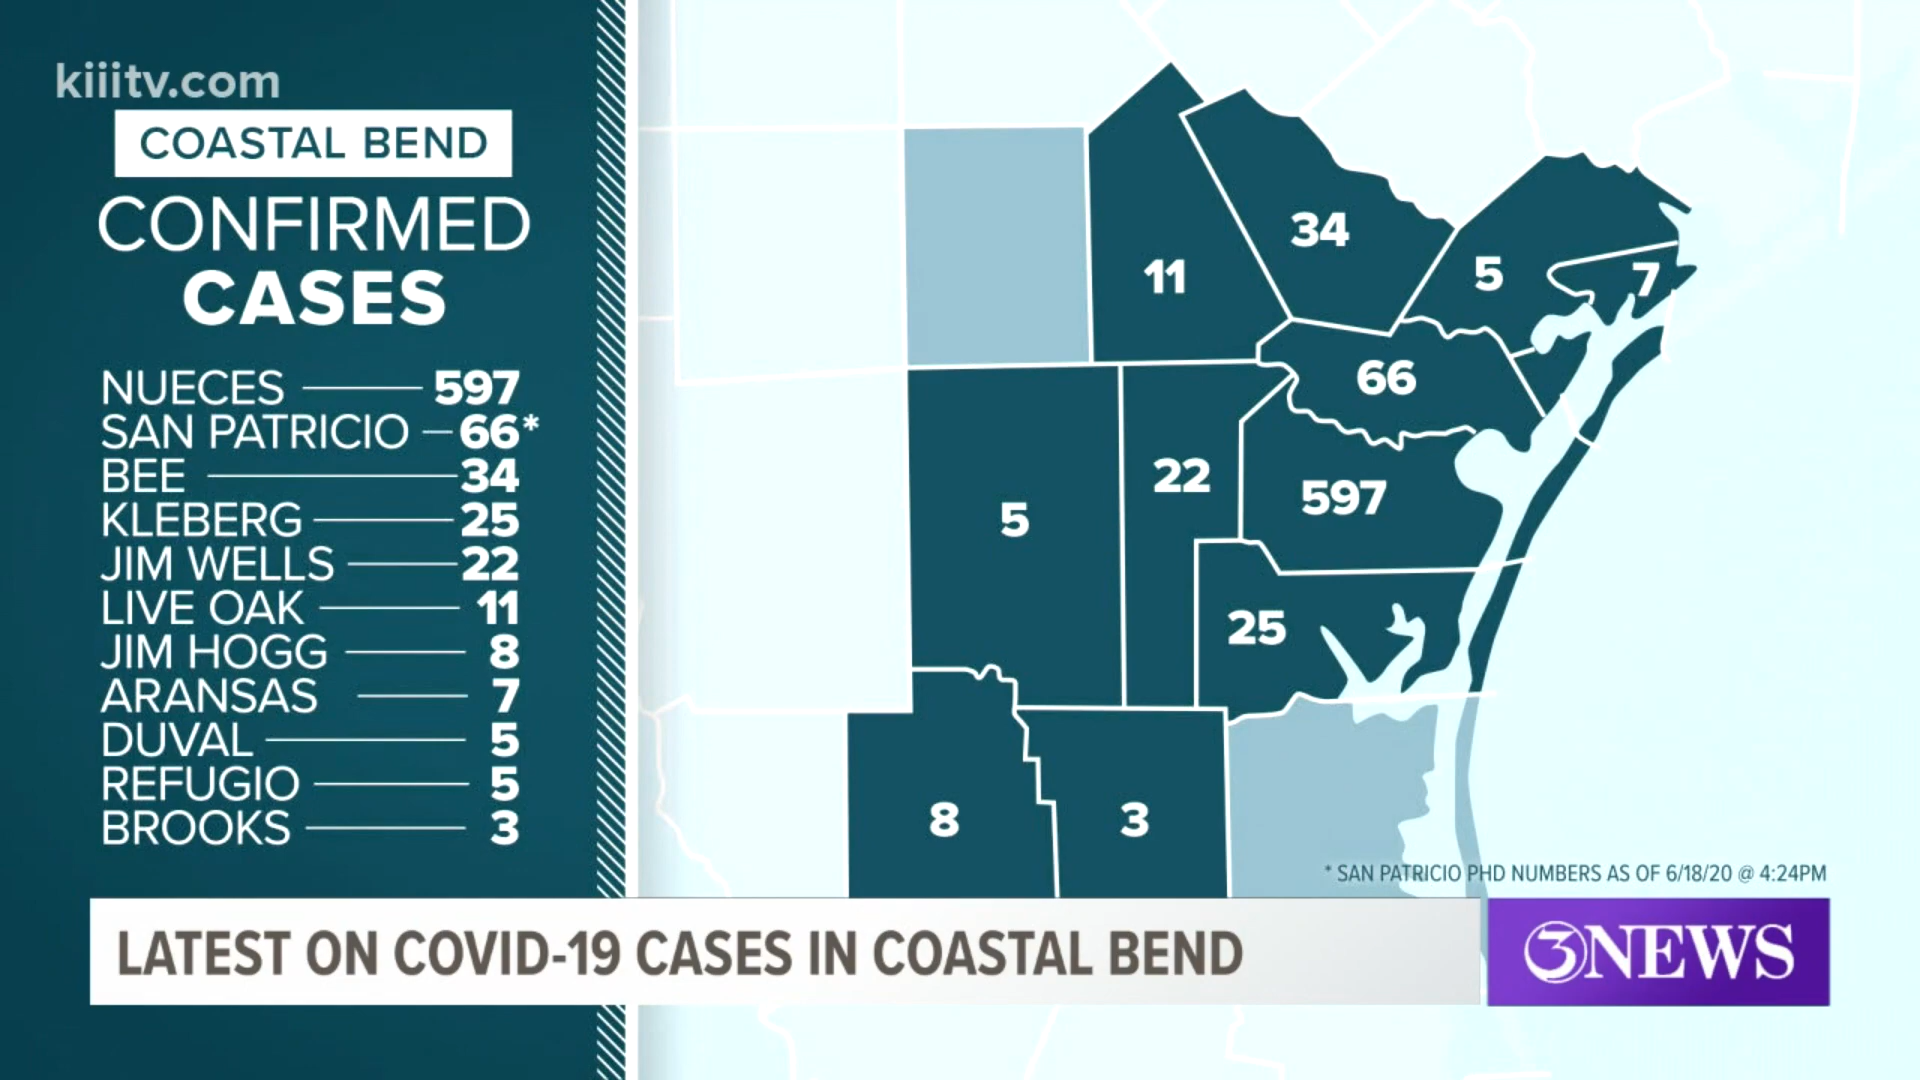 kiiitv.com
COASTAL BEND
CONFIRMED
CASES
NUECES 597
SAN PATRICIO 66*
BEE 34
KLEBERG 25
JIM WELLS 22
LIVE OAK 11
JIM HOGG 8
ARANSAS 7
DUVAL 5
REFUGIO 5
BROOKS 3
34
11
5
7
66
22
597
5
25
8
3
* SAN PATRICIO PHD NUMBERS AS OF 6/18/20 @ 4:24PM
LATEST ON COVID-19 CASES IN COASTAL BEND
3NEWS